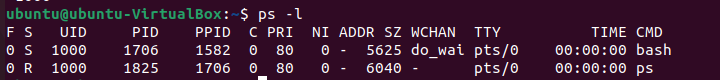 ubuntu@ubuntu-VirtualBox:~$ ps -l
F S   UID     PID    PPID  C PRI  NI ADDR SZ WCHAN  TTY          TIME CMD
0 S  1000    1706    1582  0  80   0 -  5625 do_wai pts/0    00:00:00 bash
0 R  1000    1825    1706  0  80   0 -  6040 -      pts/0    00:00:00 ps